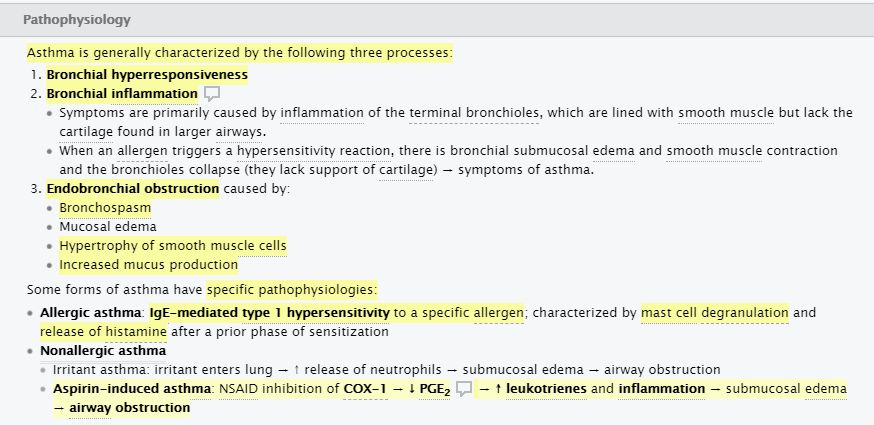 Pathophysiology
Asthma is generally characterized by the following three processes:
1. Bronchial hyperresponsiveness
2. Bronchial inflammation
• Symptoms are primarily caused by inflammation of the terminal bronchioles, which are lined with smooth muscle but lack the
cartilage found in larger airways.
• When an allergen triggers a hypersensitivity reaction, there is bronchial submucosal edema and smooth muscle contraction
and the bronchioles collapse (they lack support of cartilage) → symptoms of asthma.
3. Endobronchial obstruction caused by:
• Bronchospasm
• Mucosal edema
• Hypertrophy of smooth muscle cells
• Increased mucus production
Some forms of asthma have specific pathophysiologies:
• Allergic asthma: IgE-mediated type 1 hypersensitivity to a specific allergen; characterized by mast cell degranulation and
release of histamine after a prior phase of sensitization
• Nonallergic asthma
• Irritant asthma: irritant enters lung → ↑ release of neutrophils → submucosal edema → airway obstruction
• Aspirin-induced asthma: NSAID inhibition of COX-1 → ↓ PGE₂ → ↑ leukotrienes and inflammation → submucosal edema
→ airway obstruction